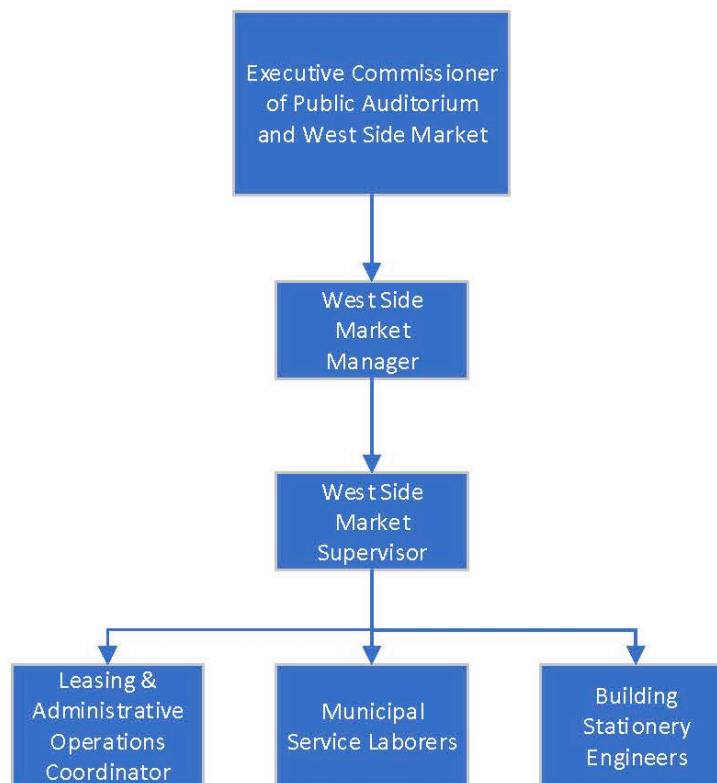 Executive Commissioner
of Public Auditorium
and West Side Market
West Side
Market
Manager
West Side
Market
Supervisor
Leasing &
Administrative
Operations
Coordinator
Municipal
Service Laborers
Building
Stationery
Engineers